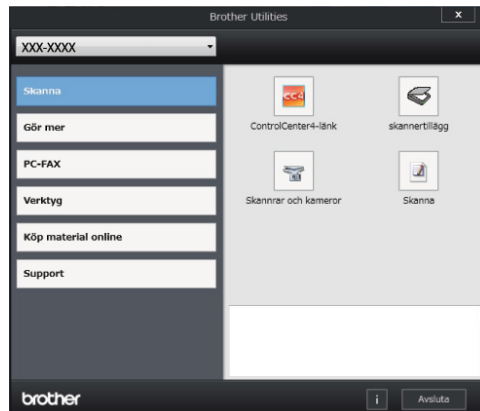 Brother Utilities
x
XXX-XXXX
Skanna
Gör mer
PC-FAX
Verktyg
Köp material online
Support
CC4
ControlCenter4-länk
skannertillägg
Skannrar och kameror
Skanna
brother
i
Avsluta